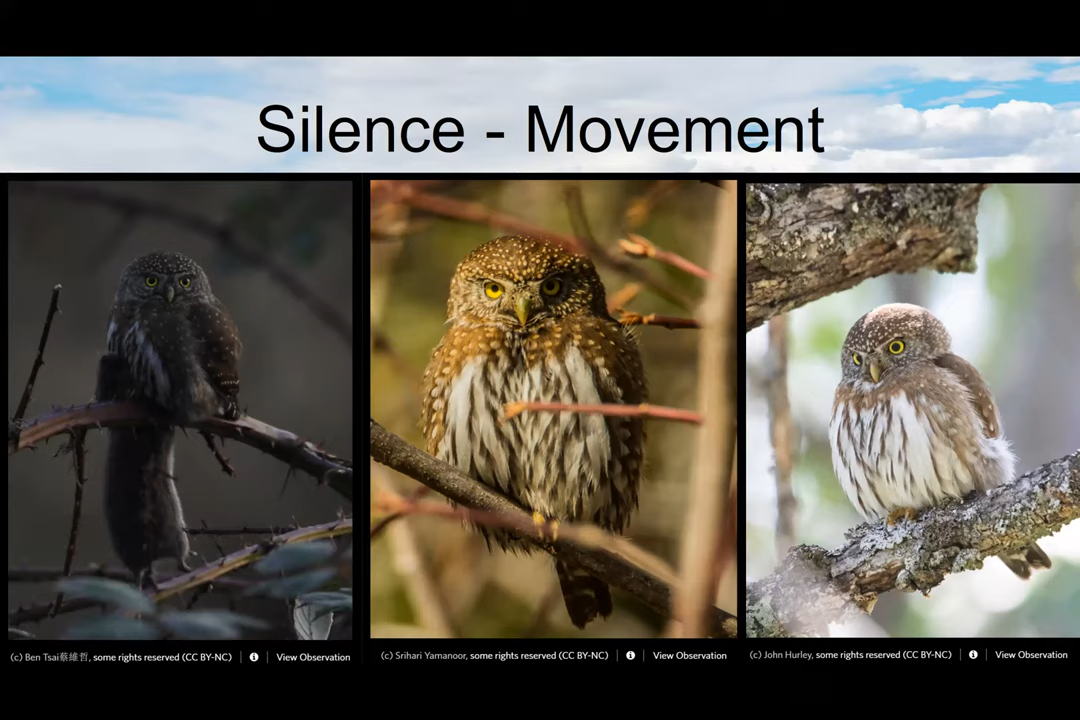 Silence - Movement
(c) Ben Tsai蔡維哲, some rights reserved (CC BY-NC) | View Observation
(c) Srihari Yamanoor, some rights reserved (CC BY-NC) | View Observation
(c) John Hurley, some rights reserved (CC BY-NC) | View Observation